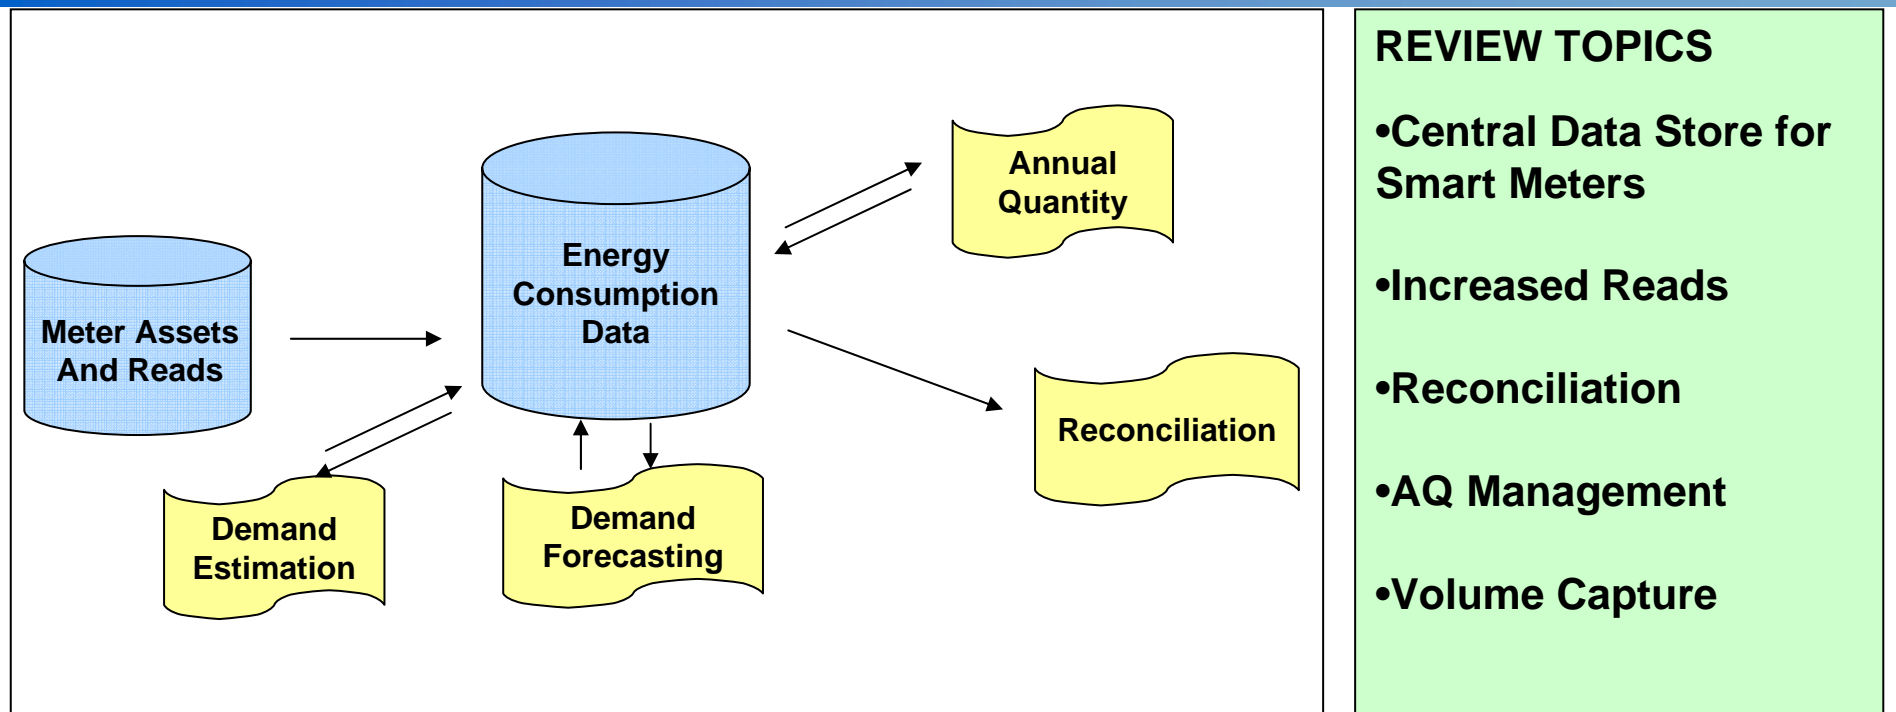 Meter Assets
And Reads
Energy
Consumption
Data
Annual
Quantity
Reconciliation
Demand
Estimation
Demand
Forecasting
REVIEW TOPICS
•Central Data Store for
Smart Meters
•Increased Reads
•Reconciliation
•AQ Management
•Volume Capture